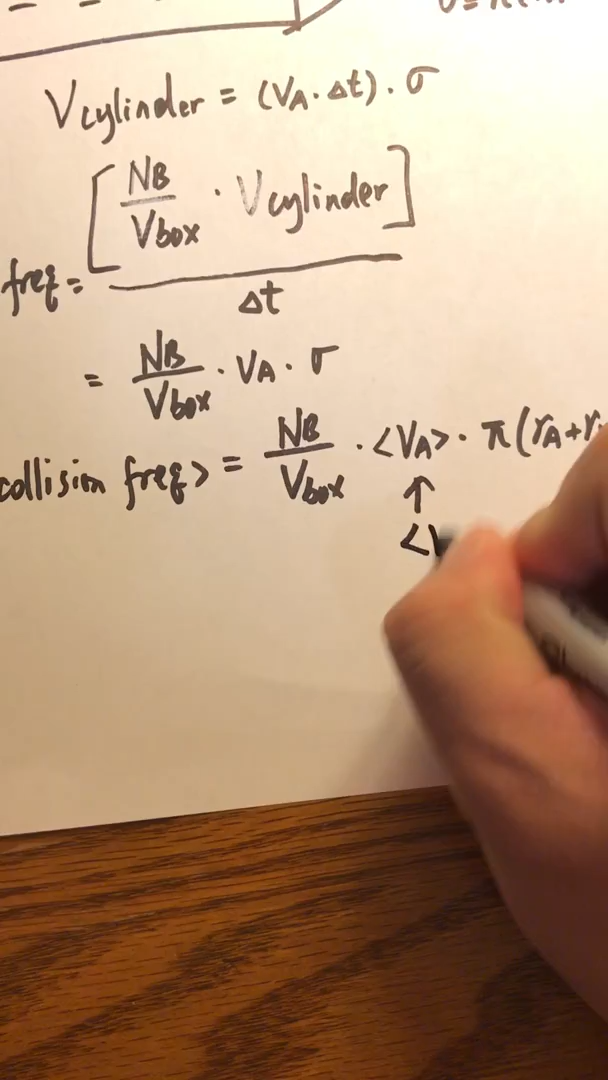 Vcylinder = (VA · Δt) · σ
[NB/Vbox · Vcylinder]
freq = ―――
Δt
= NB/Vbox · VA · σ
collision freq> = NB/Vbox · <VA> · π(rA+r
↑
<V